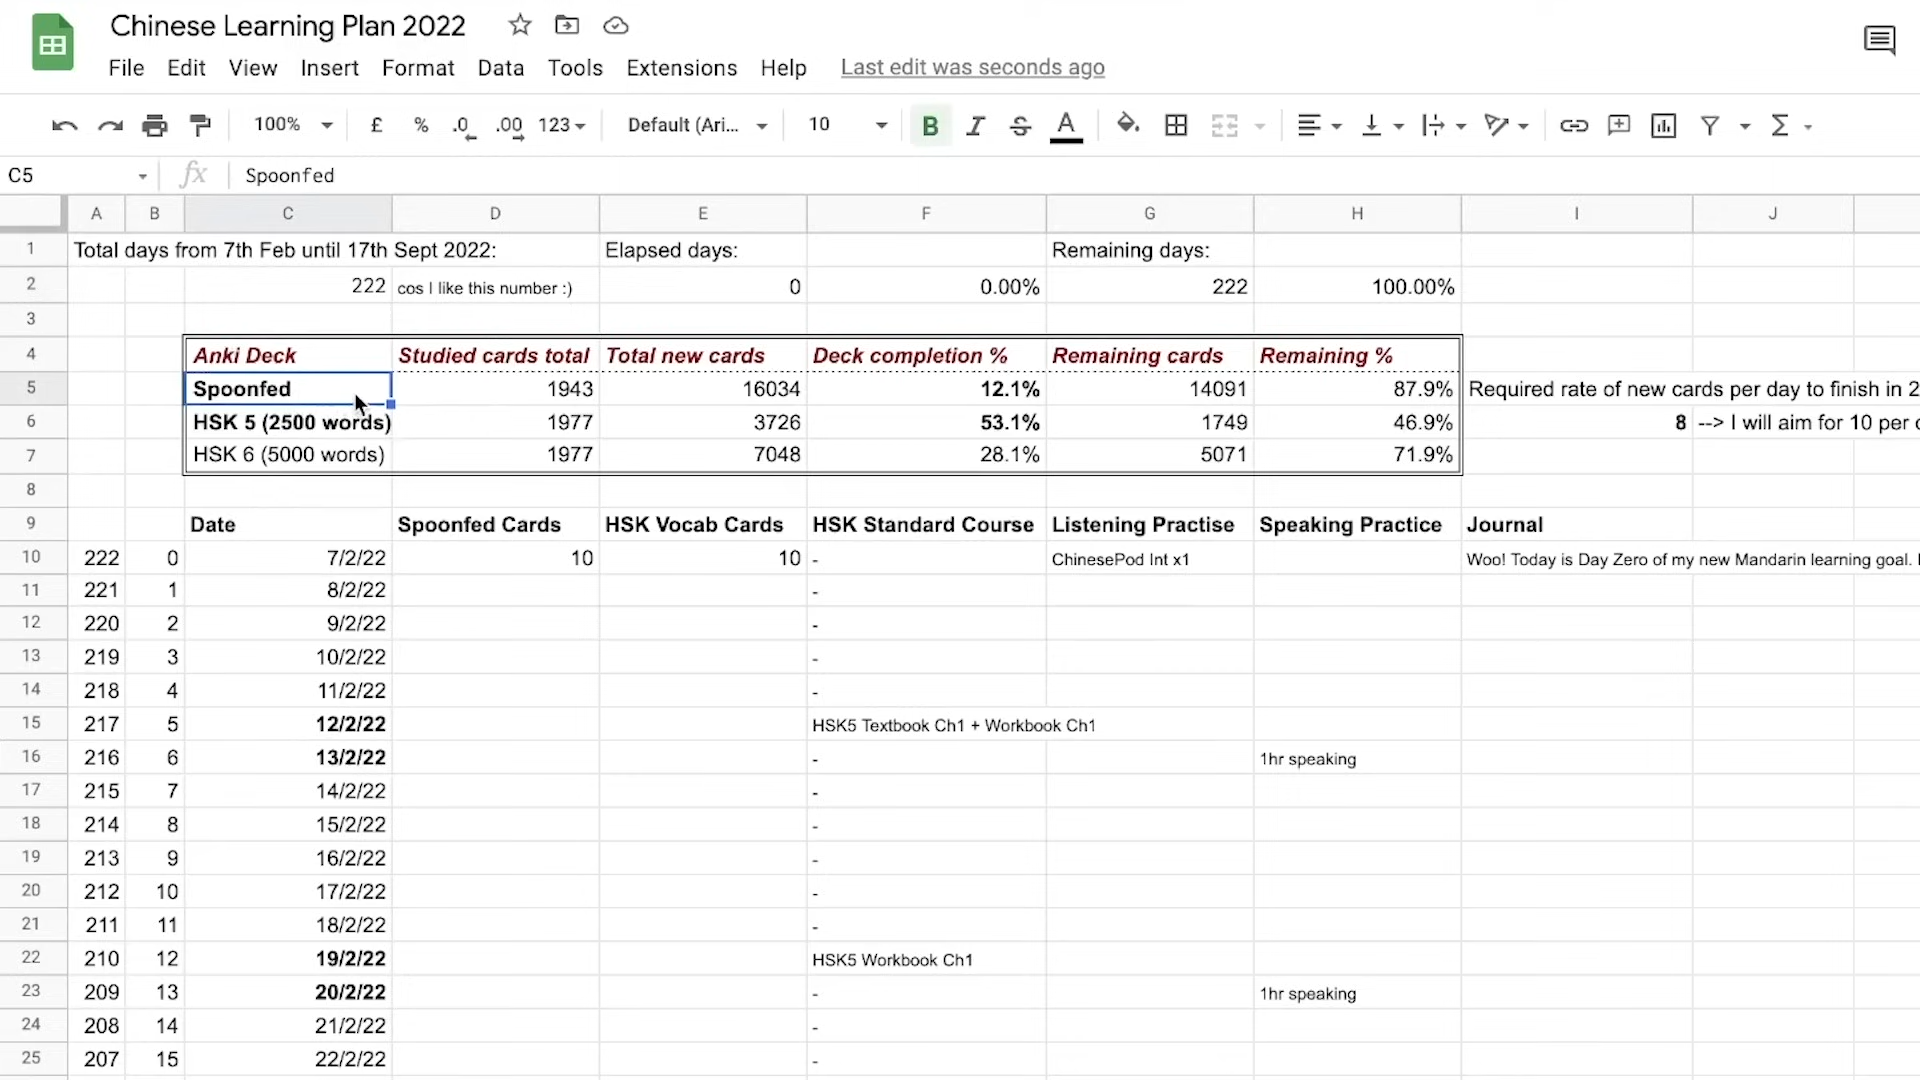 Chinese Learning Plan 2022
File Edit View Insert Format Data Tools Extensions Help Last edit was seconds ago
100% £ % .0 .00 123 Default (Ari... 10 B I S A Σ
C5 fx Spoonfed
A B C D E F G H I J
1 Total days from 7th Feb until 17th Sept 2022: Elapsed days: Remaining days:
2 222 cos I like this number :) 0 0.00% 222 100.00%
3
4 Anki Deck Studied cards total Total new cards Deck completion % Remaining cards Remaining %
5 Spoonfed 1943 16034 12.1% 14091 87.9% Required rate of new cards per day to finish in 2
6 HSK 5 (2500 words) 1977 3726 53.1% 1749 46.9% 8 --> I will aim for 10 per
7 HSK 6 (5000 words) 1977 7048 28.1% 5071 71.9%
8
9 Date Spoonfed Cards HSK Vocab Cards HSK Standard Course Listening Practise Speaking Practice Journal
10 222 0 7/2/22 10 10 - ChinesePod Int x1 Woo! Today is Day Zero of my new Mandarin learning goal.
11 221 1 8/2/22 -
12 220 2 9/2/22 -
13 219 3 10/2/22 -
14 218 4 11/2/22 -
15 217 5 12/2/22 HSK5 Textbook Ch1 + Workbook Ch1
16 216 6 13/2/22 - 1hr speaking
17 215 7 14/2/22 -
18 214 8 15/2/22 -
19 213 9 16/2/22 -
20 212 10 17/2/22 -
21 211 11 18/2/22 -
22 210 12 19/2/22 HSK5 Workbook Ch1
23 209 13 20/2/22 - 1hr speaking
24 208 14 21/2/22 -
25 207 15 22/2/22 -